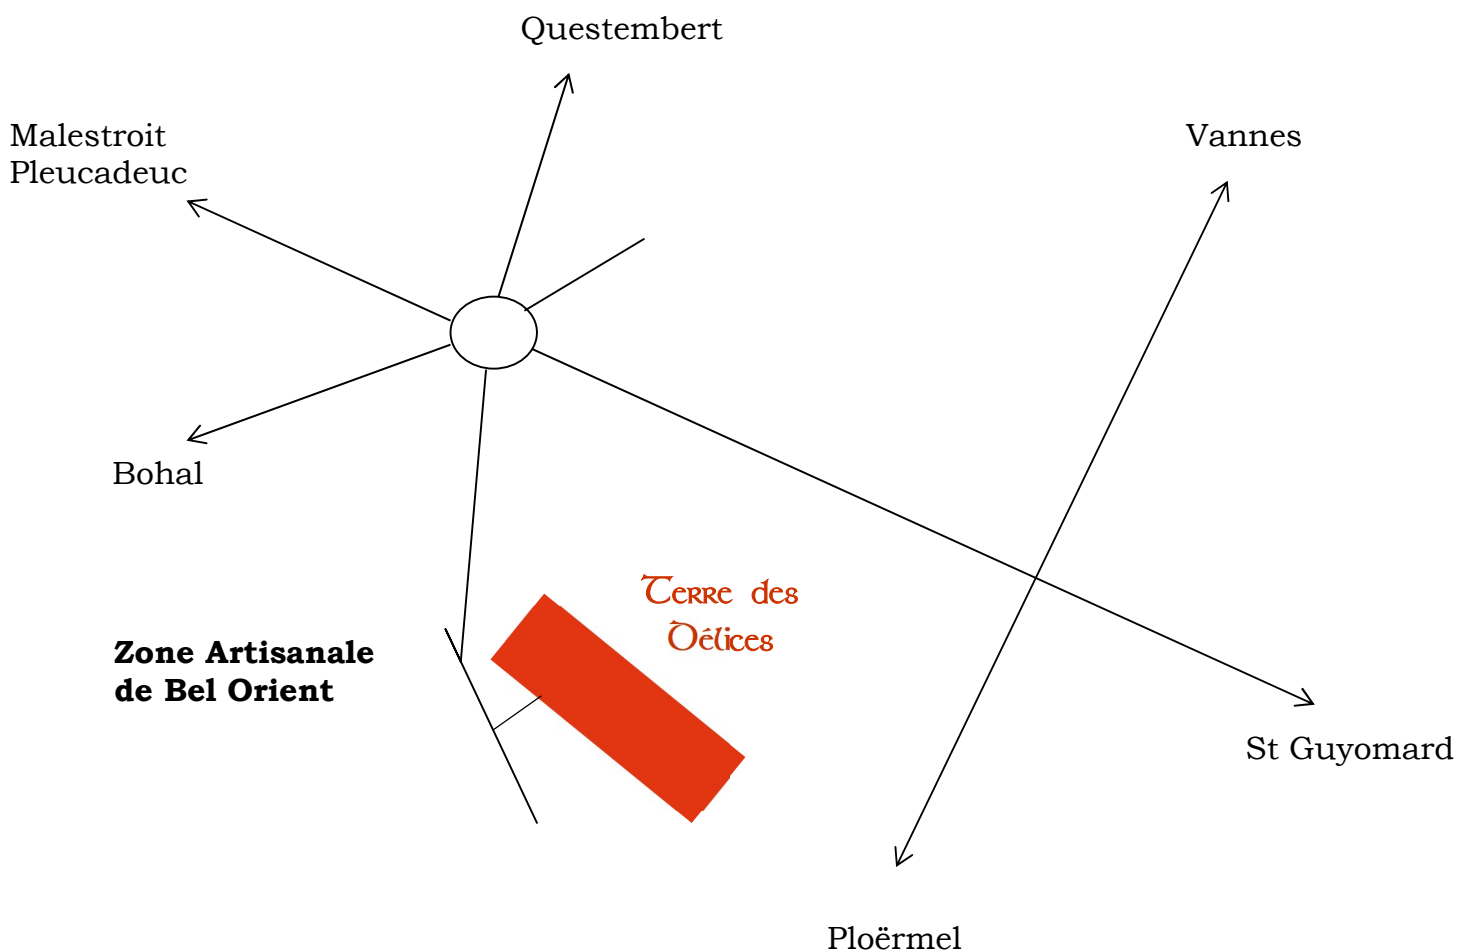 Questembert
Malestroit
Pleucadeuc
Vannes
Bohal
Terre des
Délices
Zone Artisanale
de Bel Orient
St Guyomard
Ploërmel